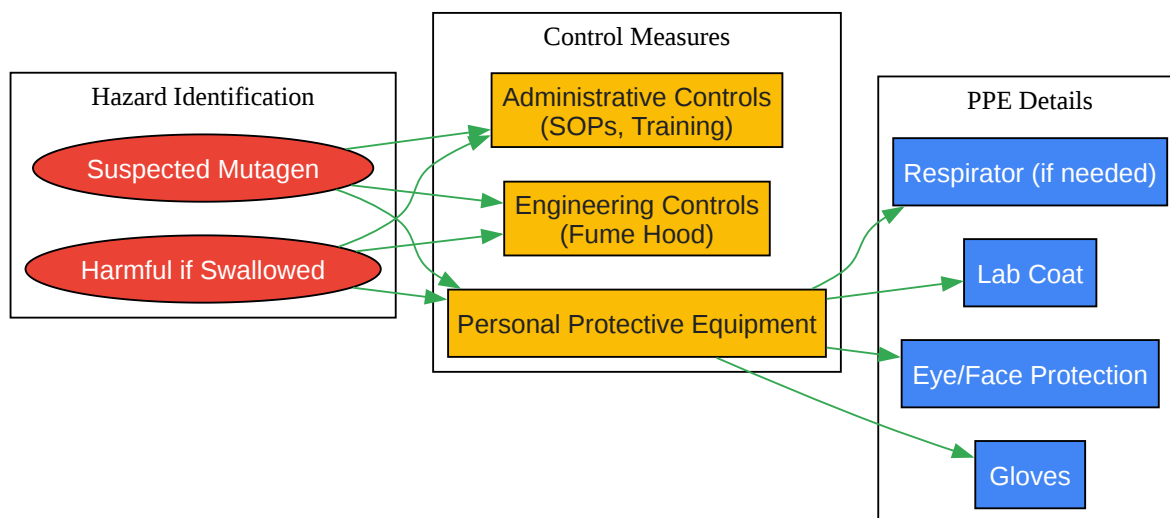 Hazard Identification
Suspected Mutagen
Harmful if Swallowed
Control Measures
Administrative Controls
(SOPs, Training)
Engineering Controls
(Fume Hood)
Personal Protective Equipment
PPE Details
Respirator (if needed)
Lab Coat
Eye/Face Protection
Gloves